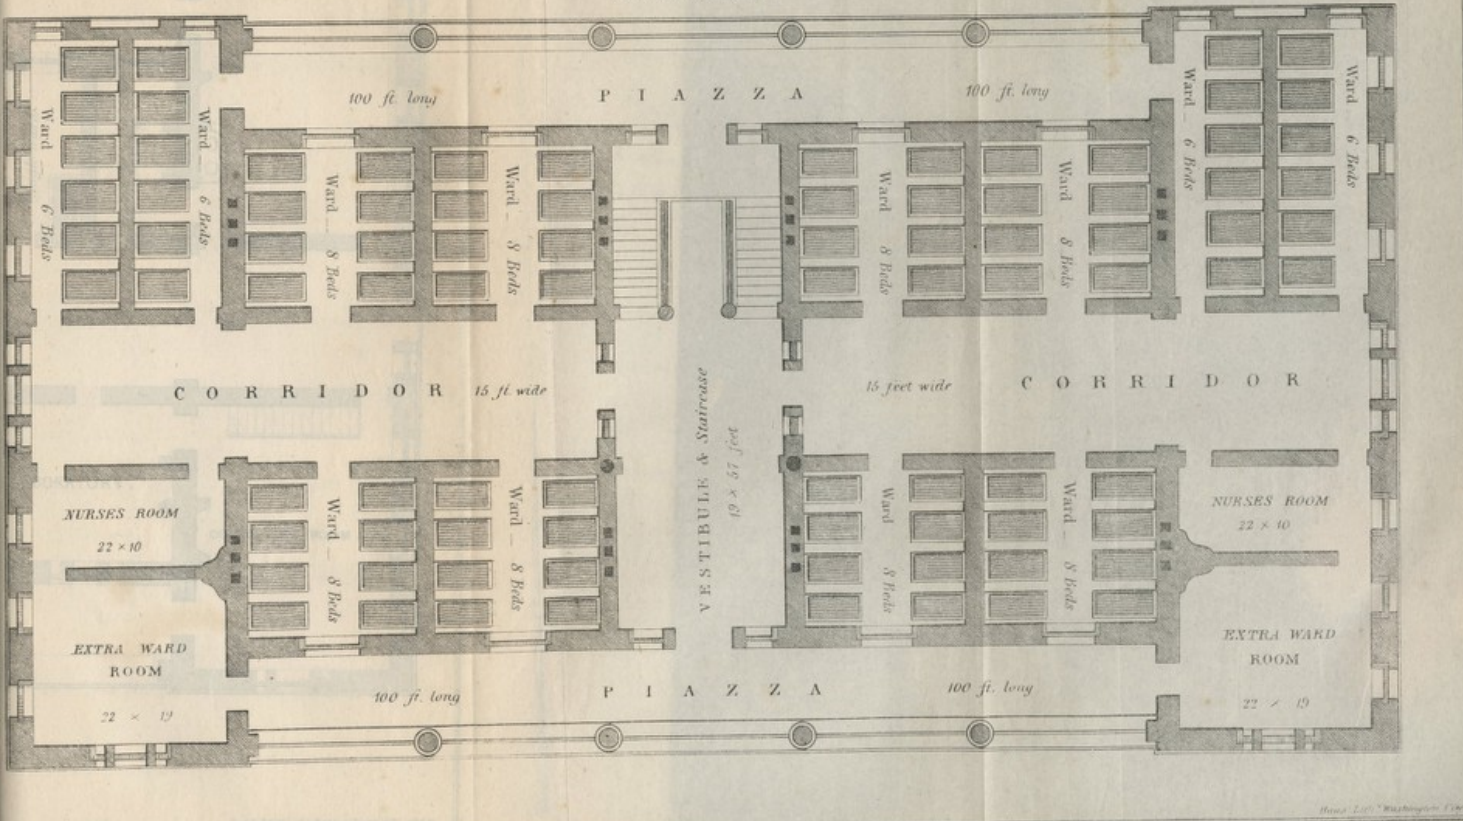 100 ft. long P I A Z Z A 100 ft. long
Ward 6 Beds
Ward 6 Beds
Ward 8 Beds
Ward 8 Beds
Ward 8 Beds
Ward 8 Beds
Ward 6 Beds
Ward 6 Beds
CORRIDOR 15 ft. wide
15 feet wide CORRIDOR
VESTIBULE & Staircase
19 × 57 feet
NURSES ROOM
22 × 10
Ward 8 Beds
Ward 8 Beds
Ward 8 Beds
Ward 8 Beds
NURSES ROOM
22 × 10
EXTRA WARD
ROOM
22 × 19
EXTRA WARD
ROOM
22 × 19
100 ft. long P I A Z Z A 100 ft. long
Washington